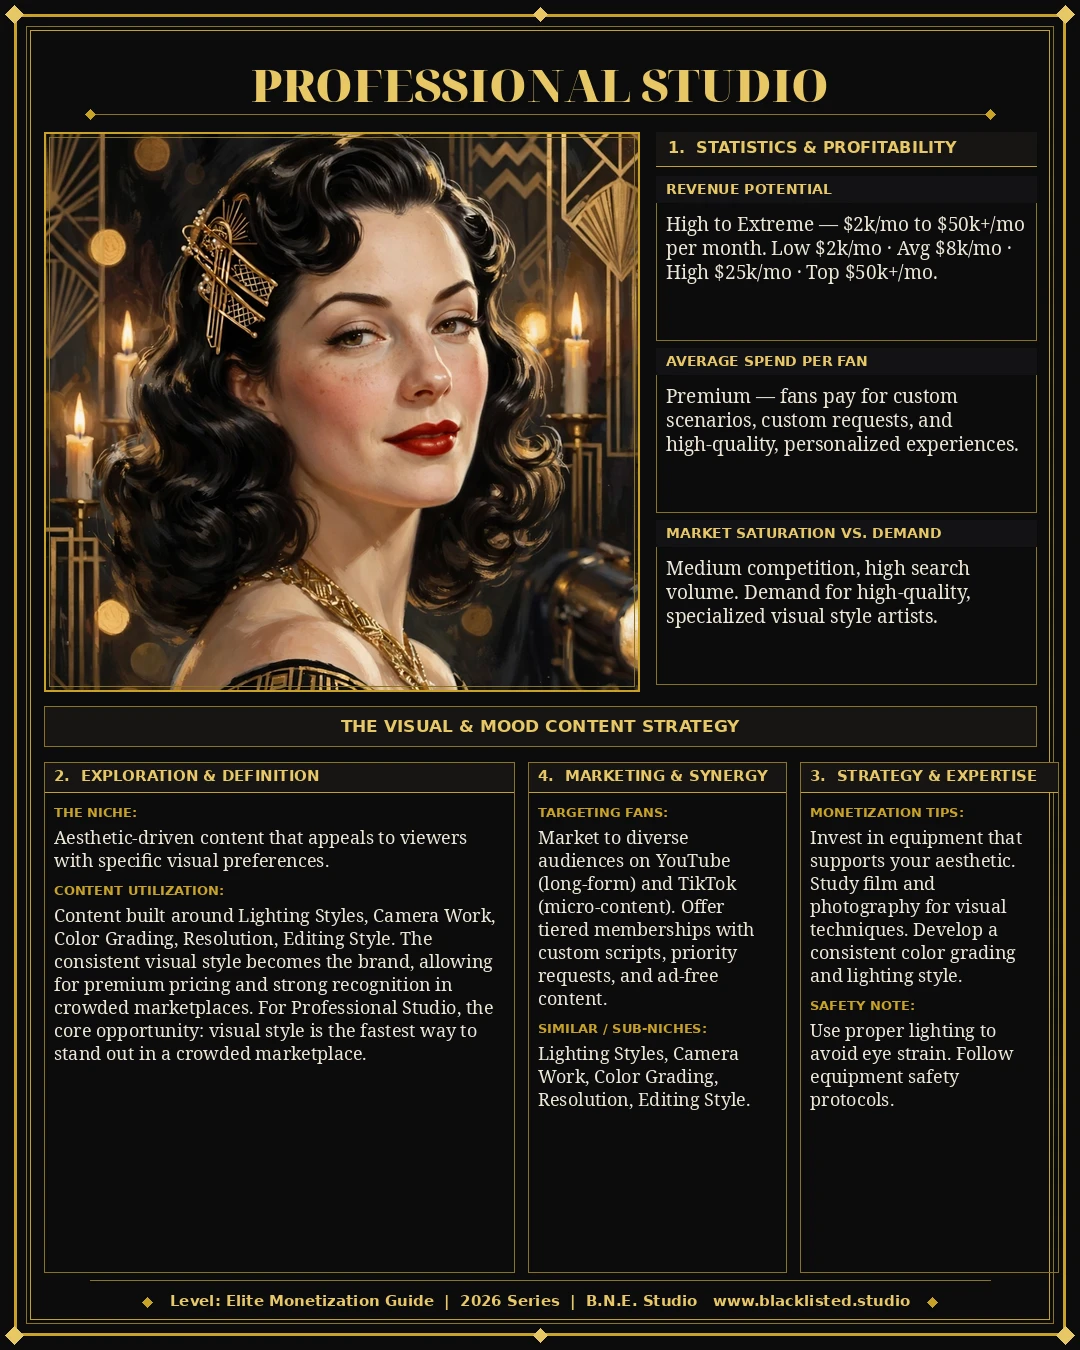 PROFESSIONAL STUDIO
1. STATISTICS & PROFITABILITY
REVENUE POTENTIAL
High to Extreme — $2k/mo to $50k+/mo
per month. Low $2k/mo · Avg $8k/mo ·
High $25k/mo · Top $50k+/mo.
AVERAGE SPEND PER FAN
Premium — fans pay for custom
scenarios, custom requests, and
high-quality, personalized experiences.
MARKET SATURATION VS. DEMAND
Medium competition, high search
volume. Demand for high-quality,
specialized visual style artists.
THE VISUAL & MOOD CONTENT STRATEGY
2. EXPLORATION & DEFINITION
THE NICHE:
Aesthetic-driven content that appeals to viewers
with specific visual preferences.
CONTENT UTILIZATION:
Content built around Lighting Styles, Camera Work,
Color Grading, Resolution, Editing Style. The
consistent visual style becomes the brand, allowing
for premium pricing and strong recognition in
crowded marketplaces. For Professional Studio, the
core opportunity: visual style is the fastest way to
stand out in a crowded marketplace.
4. MARKETING & SYNERGY
TARGETING FANS:
Market to diverse
audiences on YouTube
(long-form) and TikTok
(micro-content). Offer
tiered memberships with
custom scripts, priority
requests, and ad-free
content.
SIMILAR / SUB-NICHES:
Lighting Styles, Camera
Work, Color Grading,
Resolution, Editing Style.
3. STRATEGY & EXPERTISE
MONETIZATION TIPS:
Invest in equipment that
supports your aesthetic.
Study film and
photography for visual
techniques. Develop a
consistent color grading
and lighting style.
SAFETY NOTE:
Use proper lighting to
avoid eye strain. Follow
equipment safety
protocols.
Level: Elite Monetization Guide | 2026 Series | B.N.E. Studio www.blacklisted.studio